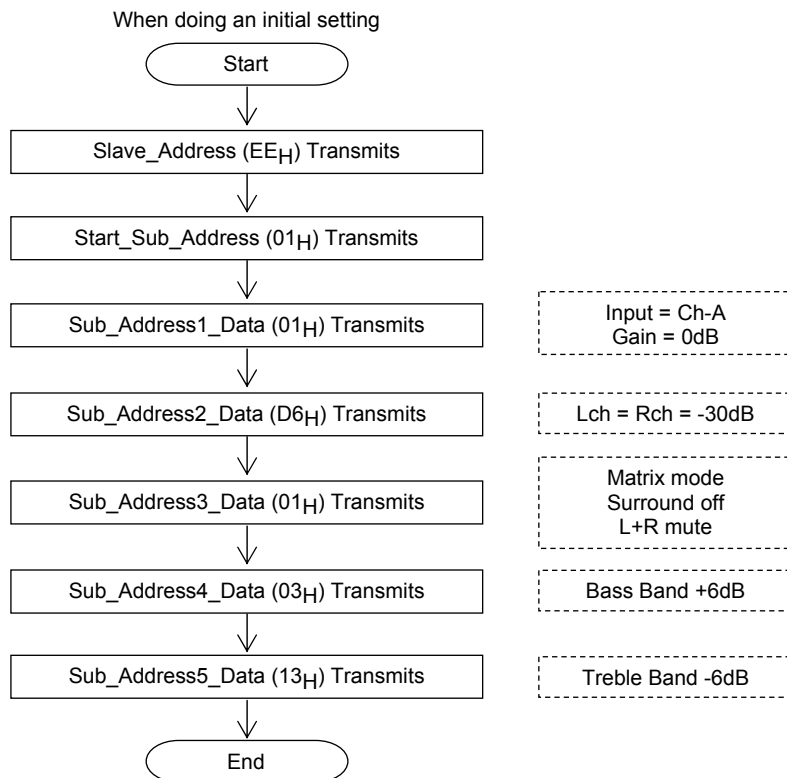 When doing an initial setting
Start
Slave_Address (EEH) Transmits
Start_Sub_Address (01H) Transmits
Sub_Address1_Data (01H) Transmits
Input = Ch-A
Gain = 0dB
Sub_Address2_Data (D6H) Transmits
Lch = Rch = -30dB
Sub_Address3_Data (01H) Transmits
Matrix mode
Surround off
L+R mute
Sub_Address4_Data (03H) Transmits
Bass Band +6dB
Sub_Address5_Data (13H) Transmits
Treble Band -6dB
End